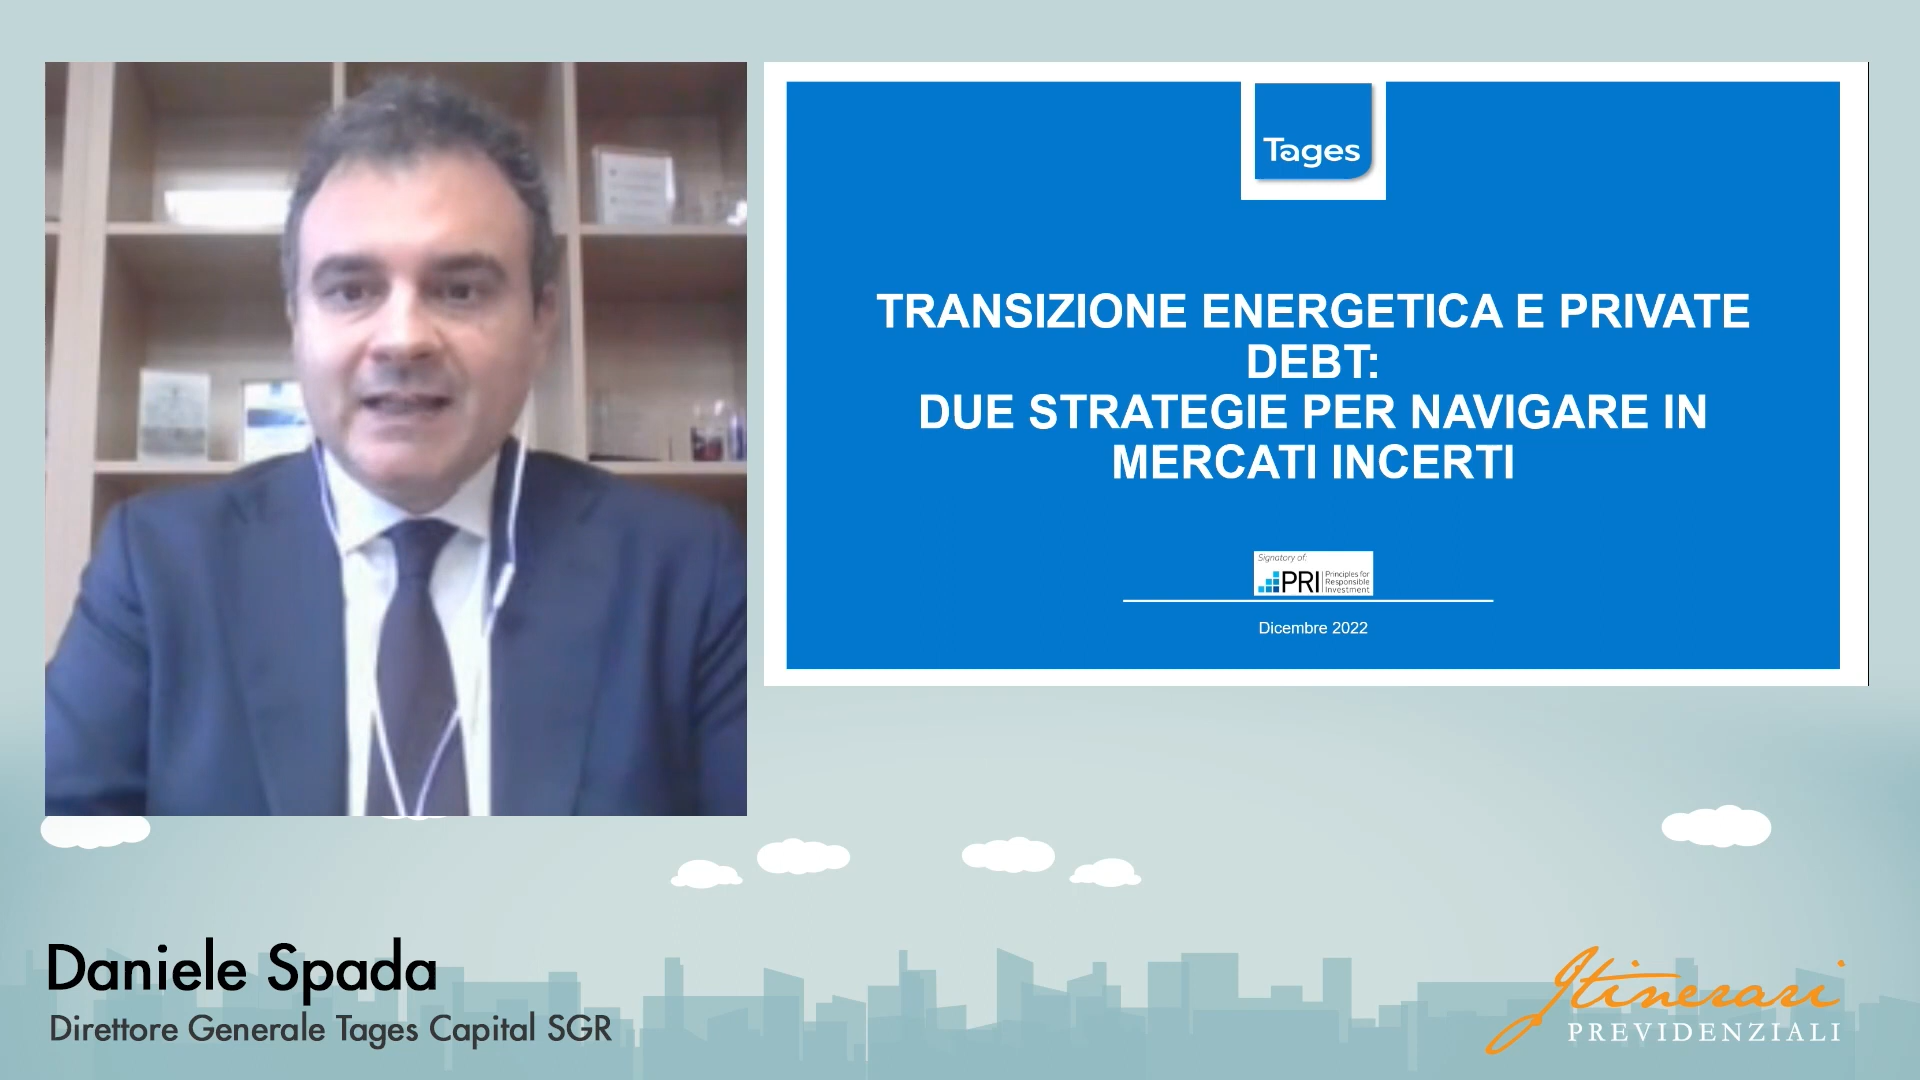 Tages
TRANSIZIONE ENERGETICA E PRIVATE
DEBT:
DUE STRATEGIE PER NAVIGARE IN
MERCATI INCERTI
Signatory of:
PRI Principles for
Responsible
Investment
Dicembre 2022
Daniele Spada
Direttore Generale Tages Capital SGR
Itinerari
PREVIDENZIALI